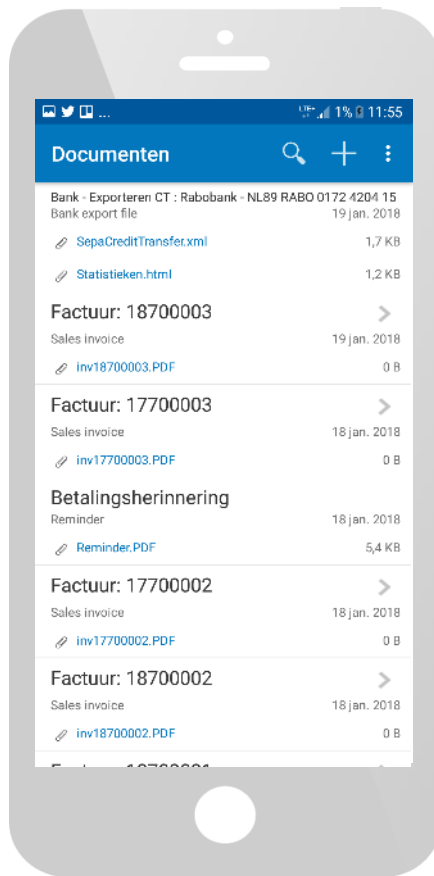 ... LTE+ 1% 11:55
Documenten
Bank - Exporteren CT : Rabobank - NL89 RABO 0172 4204 15
Bank export file 19 jan. 2018
SepaCreditTransfer.xml 1,7 KB
Statistieken.html 1,2 KB
Factuur: 18700003
Sales invoice 19 jan. 2018
inv18700003.PDF 0 B
Factuur: 17700003
Sales invoice 18 jan. 2018
inv17700003.PDF 0 B
Betalingsherinnering
Reminder 18 jan. 2018
Reminder.PDF 5,4 KB
Factuur: 17700002
Sales invoice 18 jan. 2018
inv17700002.PDF 0 B
Factuur: 18700002
Sales invoice 18 jan. 2018
inv18700002.PDF 0 B